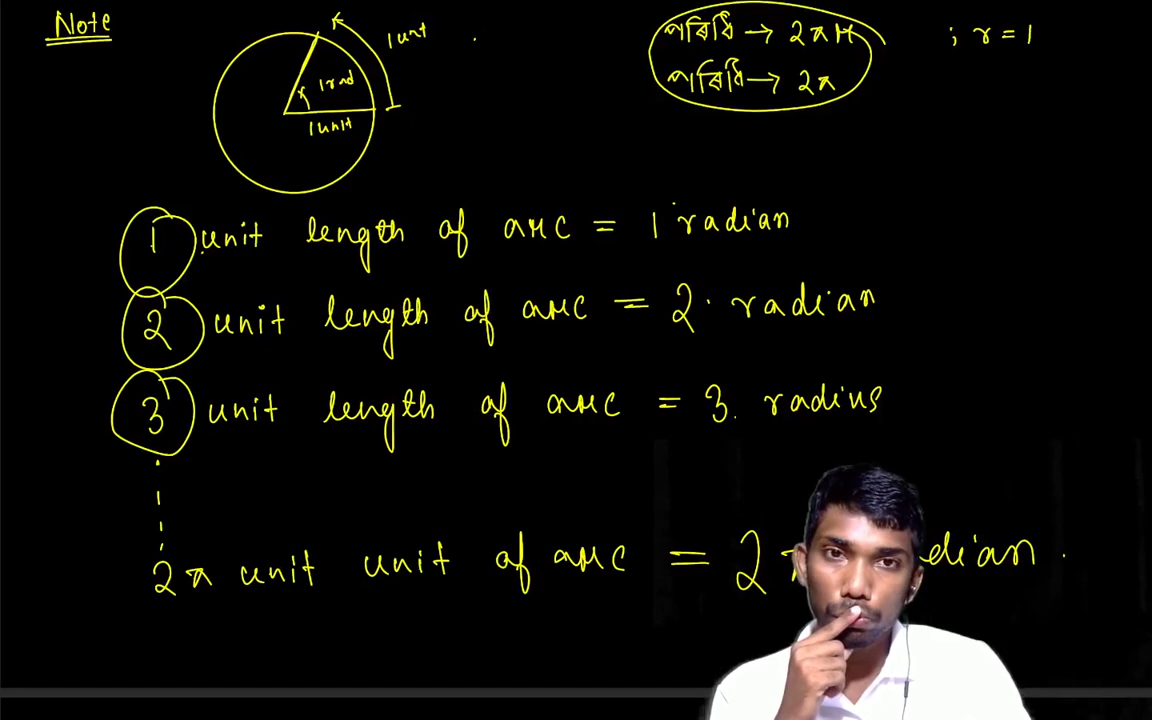 Note
1 unit
1 rad
1 unit
পৰিধি → 2πr ; r = 1
পৰিধি → 2π
1 unit length of arc = 1 radian
2 unit length of arc = 2 · radian
3 unit length of arc = 3. radius
2π unit unit of arc = 2π dian.